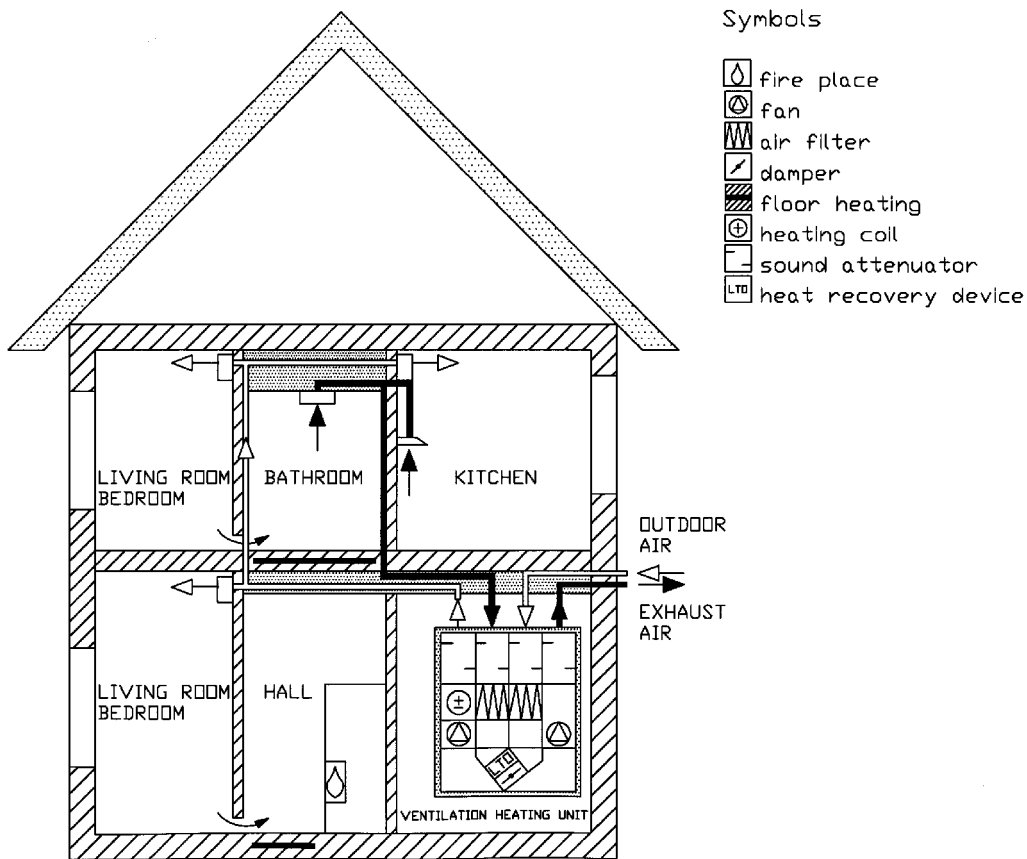 Symbols
fire place
fan
air filter
damper
floor heating
heating coil
sound attenuator
LTO heat recovery device
LIVING ROOM
BEDROOM
BATHROOM
KITCHEN
OUTDOOR
AIR
EXHAUST
AIR
LIVING ROOM
BEDROOM
HALL
LTO
VENTILATION HEATING UNIT